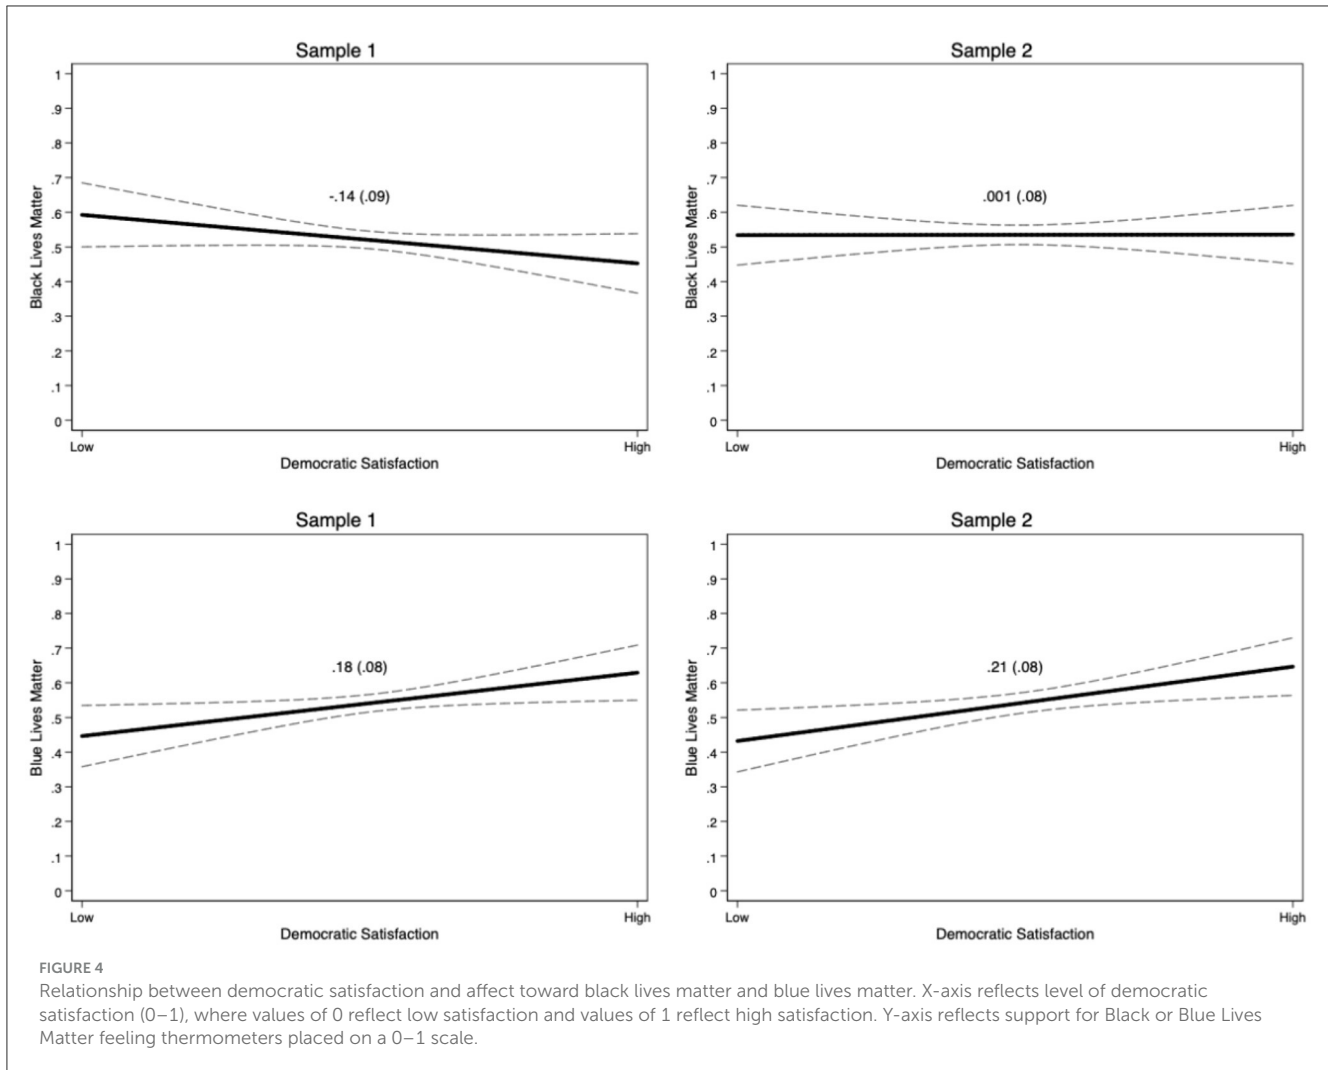 Sample 1
1
.9
.8
.7
.6
.5
.4
.3
.2
.1
0
Black Lives Matter
-.14 (.09)
Low
High
Democratic Satisfaction
Sample 2
1
.9
.8
.7
.6
.5
.4
.3
.2
.1
0
Black Lives Matter
.001 (.08)
Low
High
Democratic Satisfaction
Sample 1
1
.9
.8
.7
.6
.5
.4
.3
.2
.1
0
Blue Lives Matter
.18 (.08)
Low
High
Democratic Satisfaction
Sample 2
1
.9
.8
.7
.6
.5
.4
.3
.2
.1
0
Blue Lives Matter
.21 (.08)
Low
High
Democratic Satisfaction
FIGURE 4
Relationship between democratic satisfaction and affect toward black lives matter and blue lives matter. X-axis reflects level of democratic
satisfaction (0–1), where values of 0 reflect low satisfaction and values of 1 reflect high satisfaction. Y-axis reflects support for Black or Blue Lives
Matter feeling thermometers placed on a 0–1 scale.